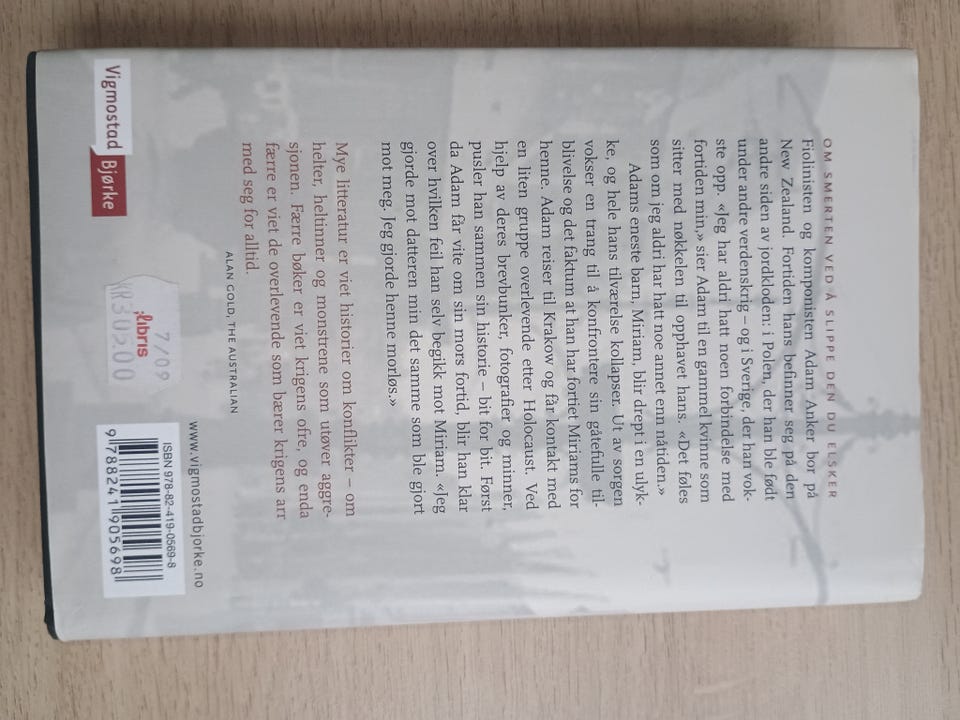 OM SMERTEN VED Å SLIPPE DEN DU ELSKER
Fiolinisten og komponisten Adam Anker bor på
New Zealand. Fortiden hans befinner seg på den
andre siden av jordkloden: i Polen, der han ble født
under andre verdenskrig – og i Sverige, der han vok-
ste opp. «Jeg har aldri hatt noen forbindelse med
fortiden min,» sier Adam til en gammel kvinne som
sitter med nøkkelen til opphavet hans. «Det føles
som om jeg aldri har hatt noe annet enn nåtiden.»
Adams eneste barn, Miriam, blir drept i en ulyk-
ke, og hele hans tilværelse kollapser. Ut av sorgen
vokser en trang til å konfrontere sin gåtefulle til-
blivelse og det faktum at han har fortiet Miriams for
henne. Adam reiser til Krakow og får kontakt med
en liten gruppe overlevende etter Holocaust. Ved
hjelp av deres brevbunker, fotografier og minner,
pusler han sammen sin historie – bit for bit. Først
da Adam får vite om sin mors fortid, blir han klar
over hvilken feil han selv begikk mot Miriam. «Jeg
gjorde mot datteren min det samme som ble gjort
mot meg. Jeg gjorde henne morløs.»
Mye litteratur er viet historier om konflikter – om
helter, heltinner og monstrene som utøver aggre-
sjonen. Færre bøker er viet krigens ofre, og enda
færre er viet de overlevende som bærer krigens arr
med seg for alltid.
ALAN GOLD, THE AUSTRALIAN
www.vigmostadbjorke.no
ISBN 978-82-419-0569-8
9 788241 905698
7/09
libris
KR305,00
Vigmostad Bjørke